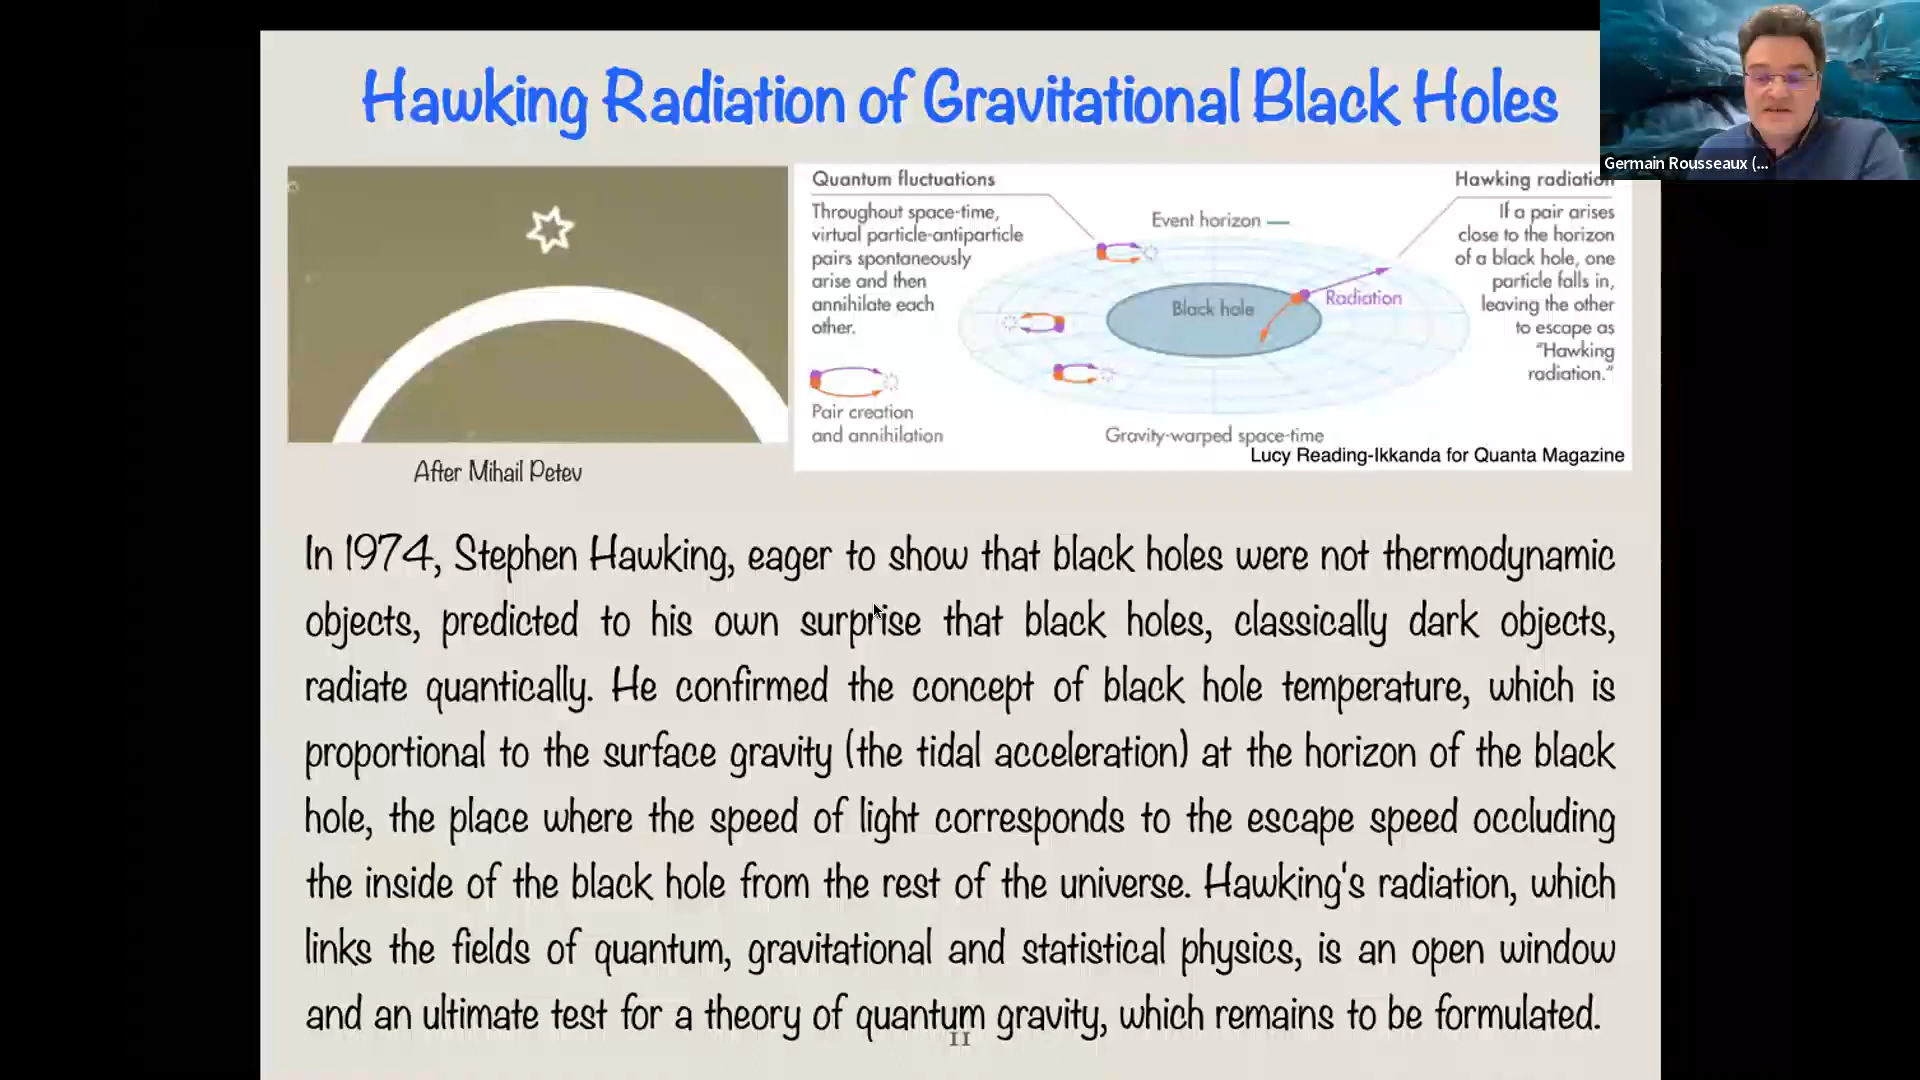 Hawking Radiation of Gravitational Black Holes
Germain Rousseaux (...
Quantum fluctuations
Throughout space-time,
virtual particle-antiparticle
pairs spontaneously
arise and then
annihilate each
other.
Pair creation
and annihilation
Event horizon
Black hole
Radiation
Gravity-warped space-time
Hawking radiation
If a pair arises
close to the horizon
of a black hole, one
particle falls in,
leaving the other
to escape as
"Hawking
radiation."
Lucy Reading-Ikkanda for Quanta Magazine
After Mihail Petev
In 1974, Stephen Hawking, eager to show that black holes were not thermodynamic
objects, predicted to his own surprise that black holes, classically dark objects,
radiate quantically. He confirmed the concept of black hole temperature, which is
proportional to the surface gravity (the tidal acceleration) at the horizon of the black
hole, the place where the speed of light corresponds to the escape speed occluding
the inside of the black hole from the rest of the universe. Hawking's radiation, which
links the fields of quantum, gravitational and statistical physics, is an open window
and an ultimate test for a theory of quantum gravity, which remains to be formulated.
11